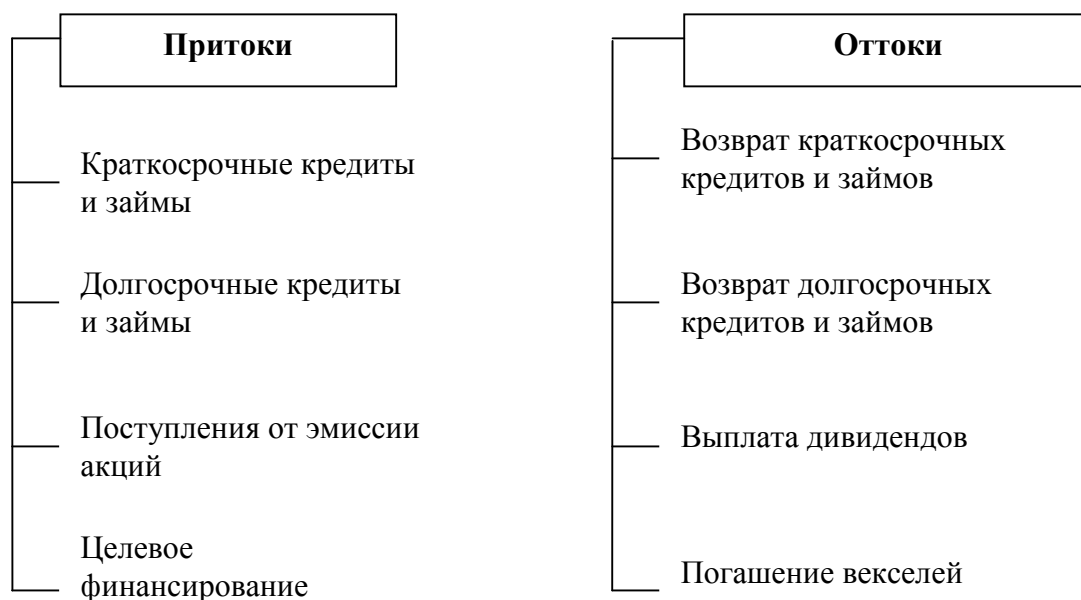 Притоки
Краткосрочные кредиты
и займы
Долгосрочные кредиты
и займы
Поступления от эмиссии
акций
Целевое
финансирование
Оттоки
Возврат краткосрочных
кредитов и займов
Возврат долгосрочных
кредитов и займов
Выплата дивидендов
Погашение векселей